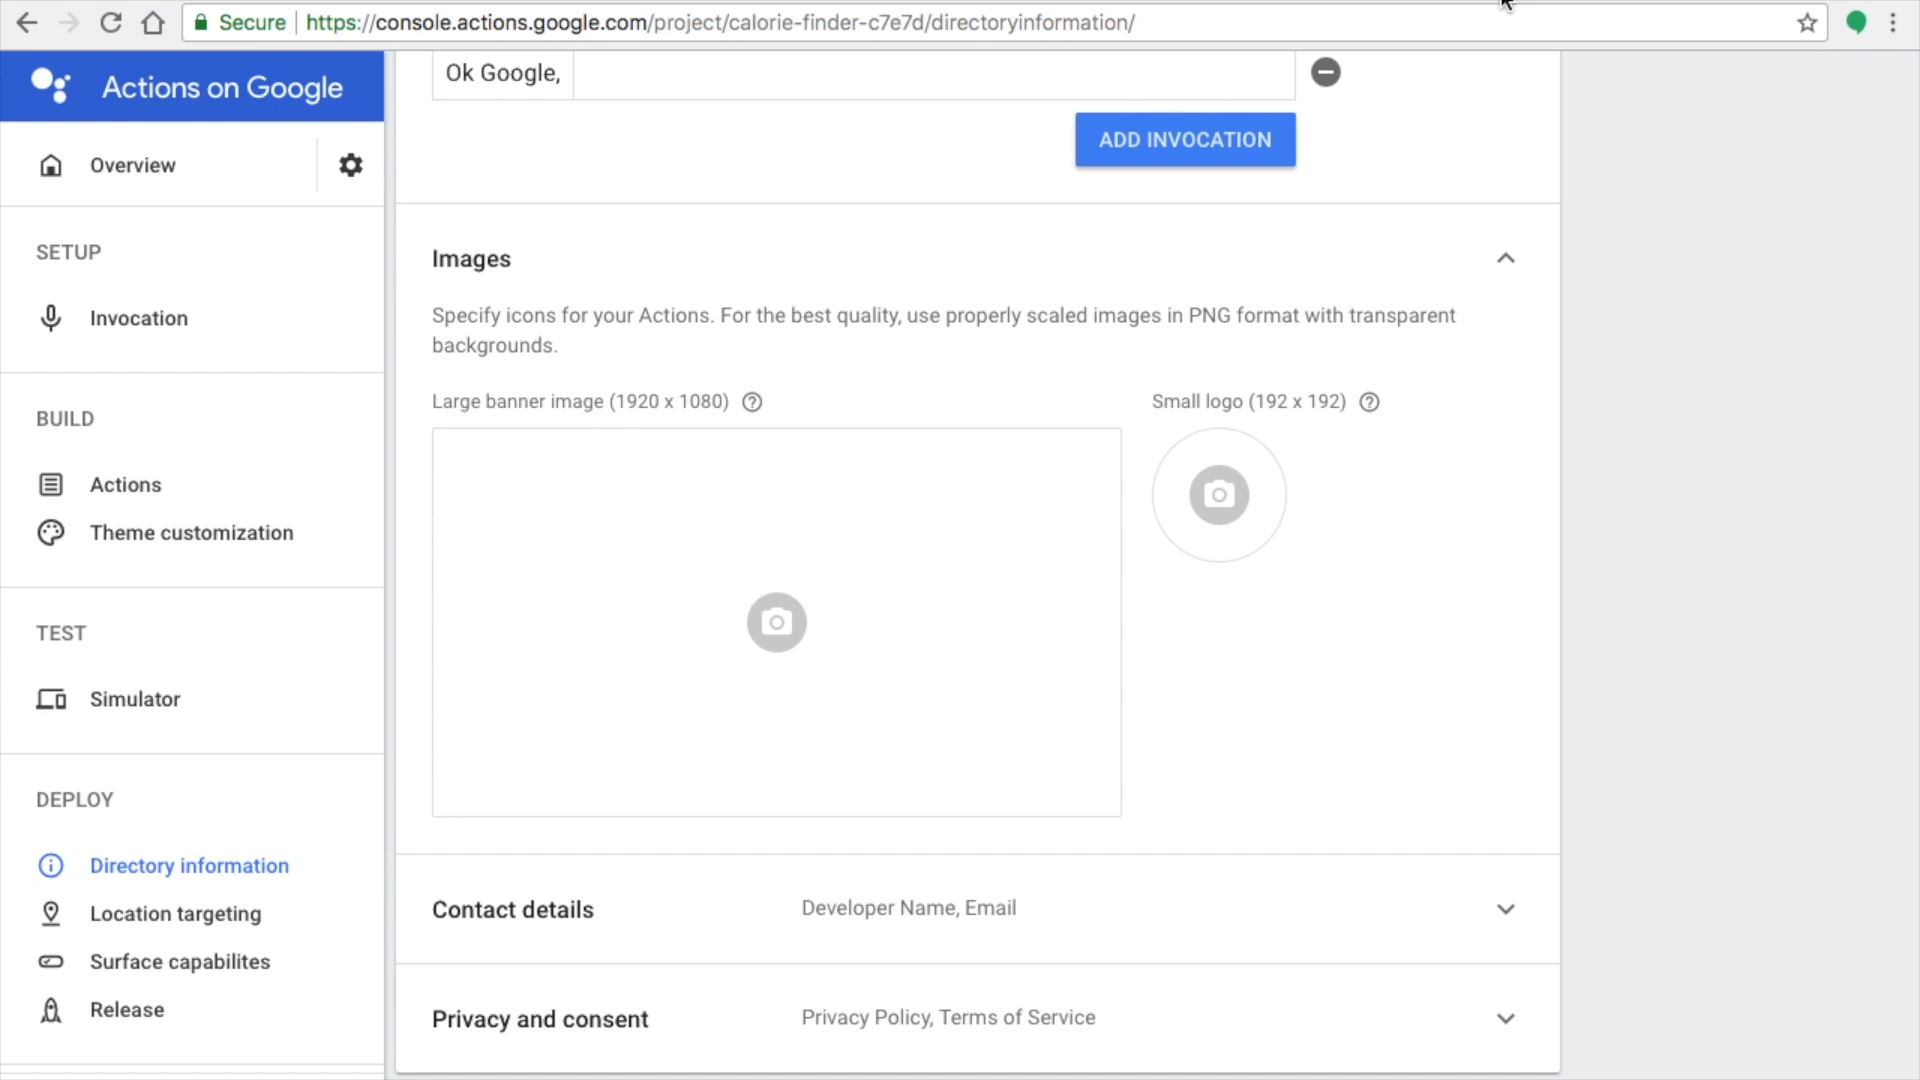 Secure https://console.actions.google.com/project/calorie-finder-c7e7d/directoryinformation/
Actions on Google
Overview
SETUP
Invocation
BUILD
Actions
Theme customization
TEST
Simulator
DEPLOY
Directory information
Location targeting
Surface capabilites
Release
Ok Google,
ADD INVOCATION
Images
Specify icons for your Actions. For the best quality, use properly scaled images in PNG format with transparent
backgrounds.
Large banner image (1920 x 1080)
Small logo (192 x 192)
Contact details Developer Name, Email
Privacy and consent Privacy Policy, Terms of Service